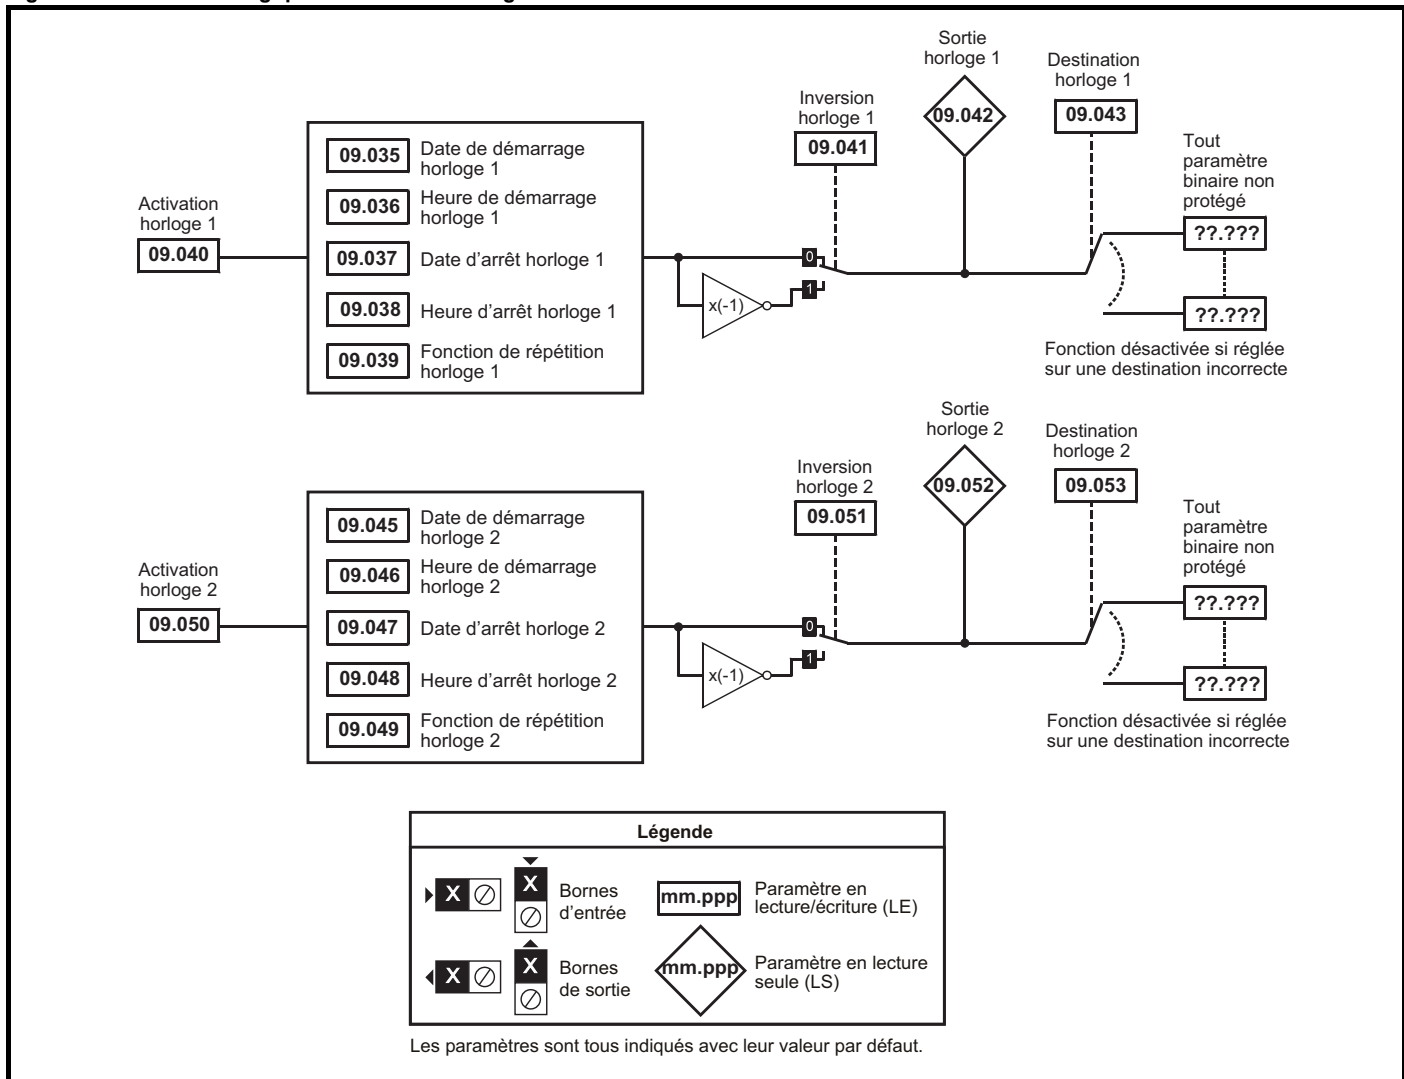 Sortie
horloge 1
Destination
horloge 1
Inversion
horloge 1
09.042
09.043
09.041
Tout
paramètre
binaire non
protégé
Activation
horloge 1
09.040
09.035 Date de démarrage
horloge 1
09.036 Heure de démarrage
horloge 1
09.037 Date d'arrêt horloge 1
09.038 Heure d'arrêt horloge 1
09.039 Fonction de répétition
horloge 1
0
1
x(-1)
??.???
??.???
Fonction désactivée si réglée
sur une destination incorrecte
Sortie
horloge 2
Destination
horloge 2
Inversion
horloge 2
09.052
09.053
09.051
Tout
paramètre
binaire non
protégé
Activation
horloge 2
09.050
09.045 Date de démarrage
horloge 2
09.046 Heure de démarrage
horloge 2
09.047 Date d'arrêt horloge 2
09.048 Heure d'arrêt horloge 2
09.049 Fonction de répétition
horloge 2
0
1
x(-1)
??.???
??.???
Fonction désactivée si réglée
sur une destination incorrecte
Légende
X X Bornes
d'entrée
mm.ppp Paramètre en
lecture/écriture (LE)
X X Bornes
de sortie
mm.ppp Paramètre en lecture
seule (LS)
Les paramètres sont tous indiqués avec leur valeur par défaut.